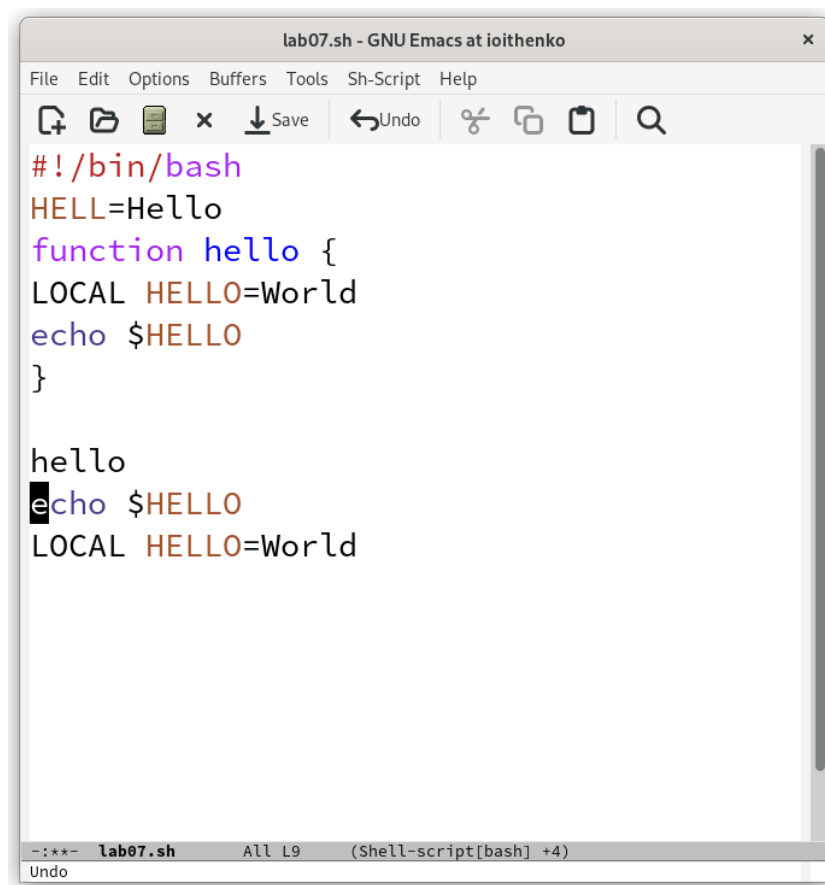 lab07.sh - GNU Emacs at ioithenko ×
File Edit Options Buffers Tools Sh-Script Help
Save Undo
#!/bin/bash
HELL=Hello
function hello {
LOCAL HELLO=World
echo $HELLO
}
hello
echo $HELLO
LOCAL HELLO=World
-:**- lab07.sh All L9 (Shell-script[bash] +4)
Undo